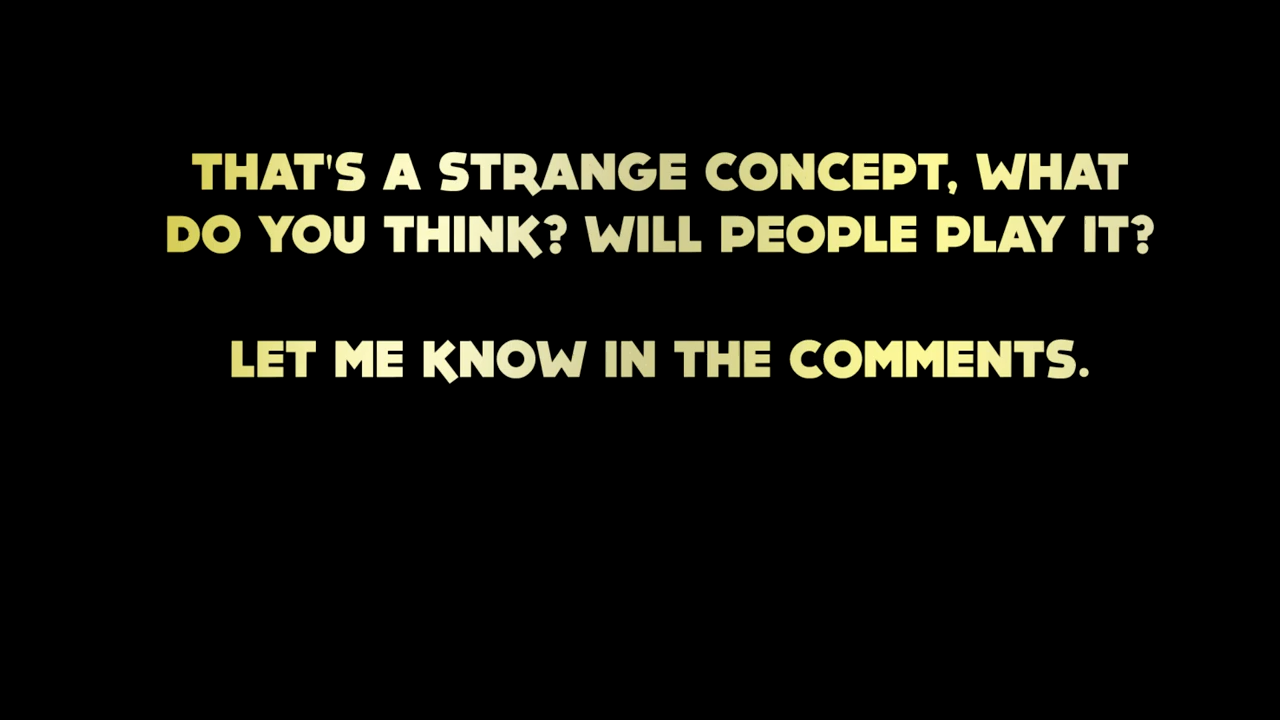 THAT'S A STRANGE CONCEPT, WHAT
DO YOU THINK? WILL PEOPLE PLAY IT?
LET ME KNOW IN THE COMMENTS.